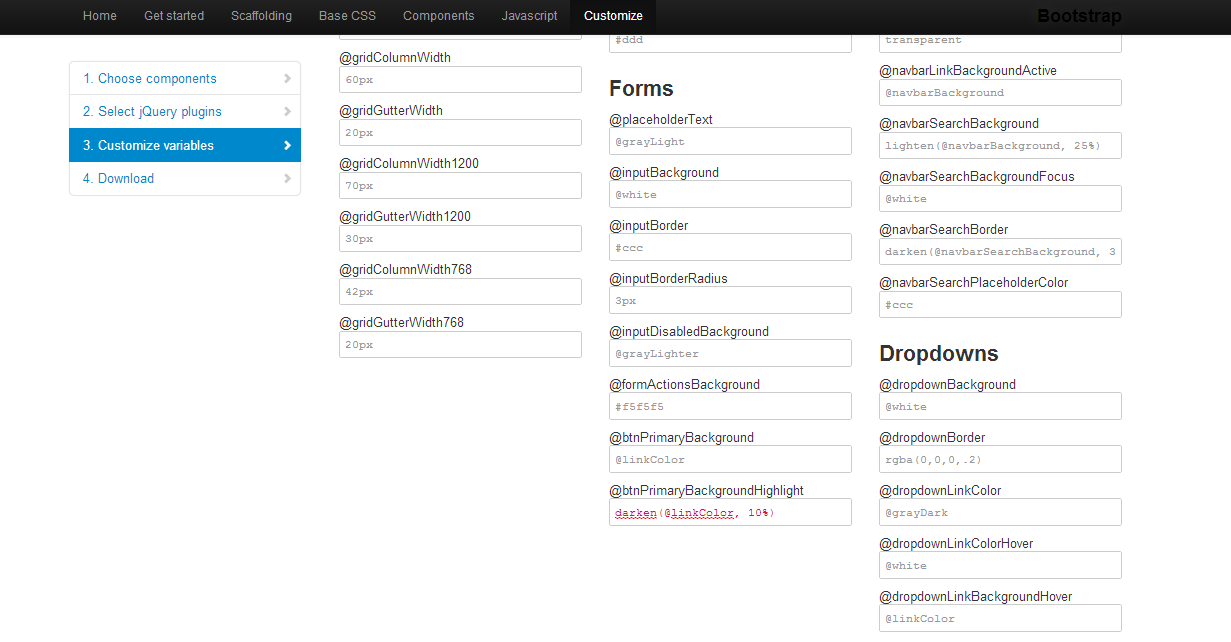 Home Get started Scaffolding Base CSS Components Javascript Customize Bootstrap
1. Choose components
2. Select jQuery plugins
3. Customize variables
4. Download
@gridColumnWidth
60px
@gridGutterWidth
20px
@gridColumnWidth1200
70px
@gridGutterWidth1200
30px
@gridColumnWidth768
42px
@gridGutterWidth768
20px
#ddd
Forms
@placeholderText
@grayLight
@inputBackground
@white
@inputBorder
#ccc
@inputBorderRadius
3px
@inputDisabledBackground
@grayLighter
@formActionsBackground
#f5f5f5
@btnPrimaryBackground
@linkColor
@btnPrimaryBackgroundHighlight
darken(@linkColor, 10%)
transparent
@navbarLinkBackgroundActive
@navbarBackground
@navbarSearchBackground
lighten(@navbarBackground, 25%)
@navbarSearchBackgroundFocus
@white
@navbarSearchBorder
darken(@navbarSearchBackground, 3
@navbarSearchPlaceholderColor
#ccc
Dropdowns
@dropdownBackground
@white
@dropdownBorder
rgba(0,0,0,.2)
@dropdownLinkColor
@grayDark
@dropdownLinkColorHover
@white
@dropdownLinkBackgroundHover
@linkColor